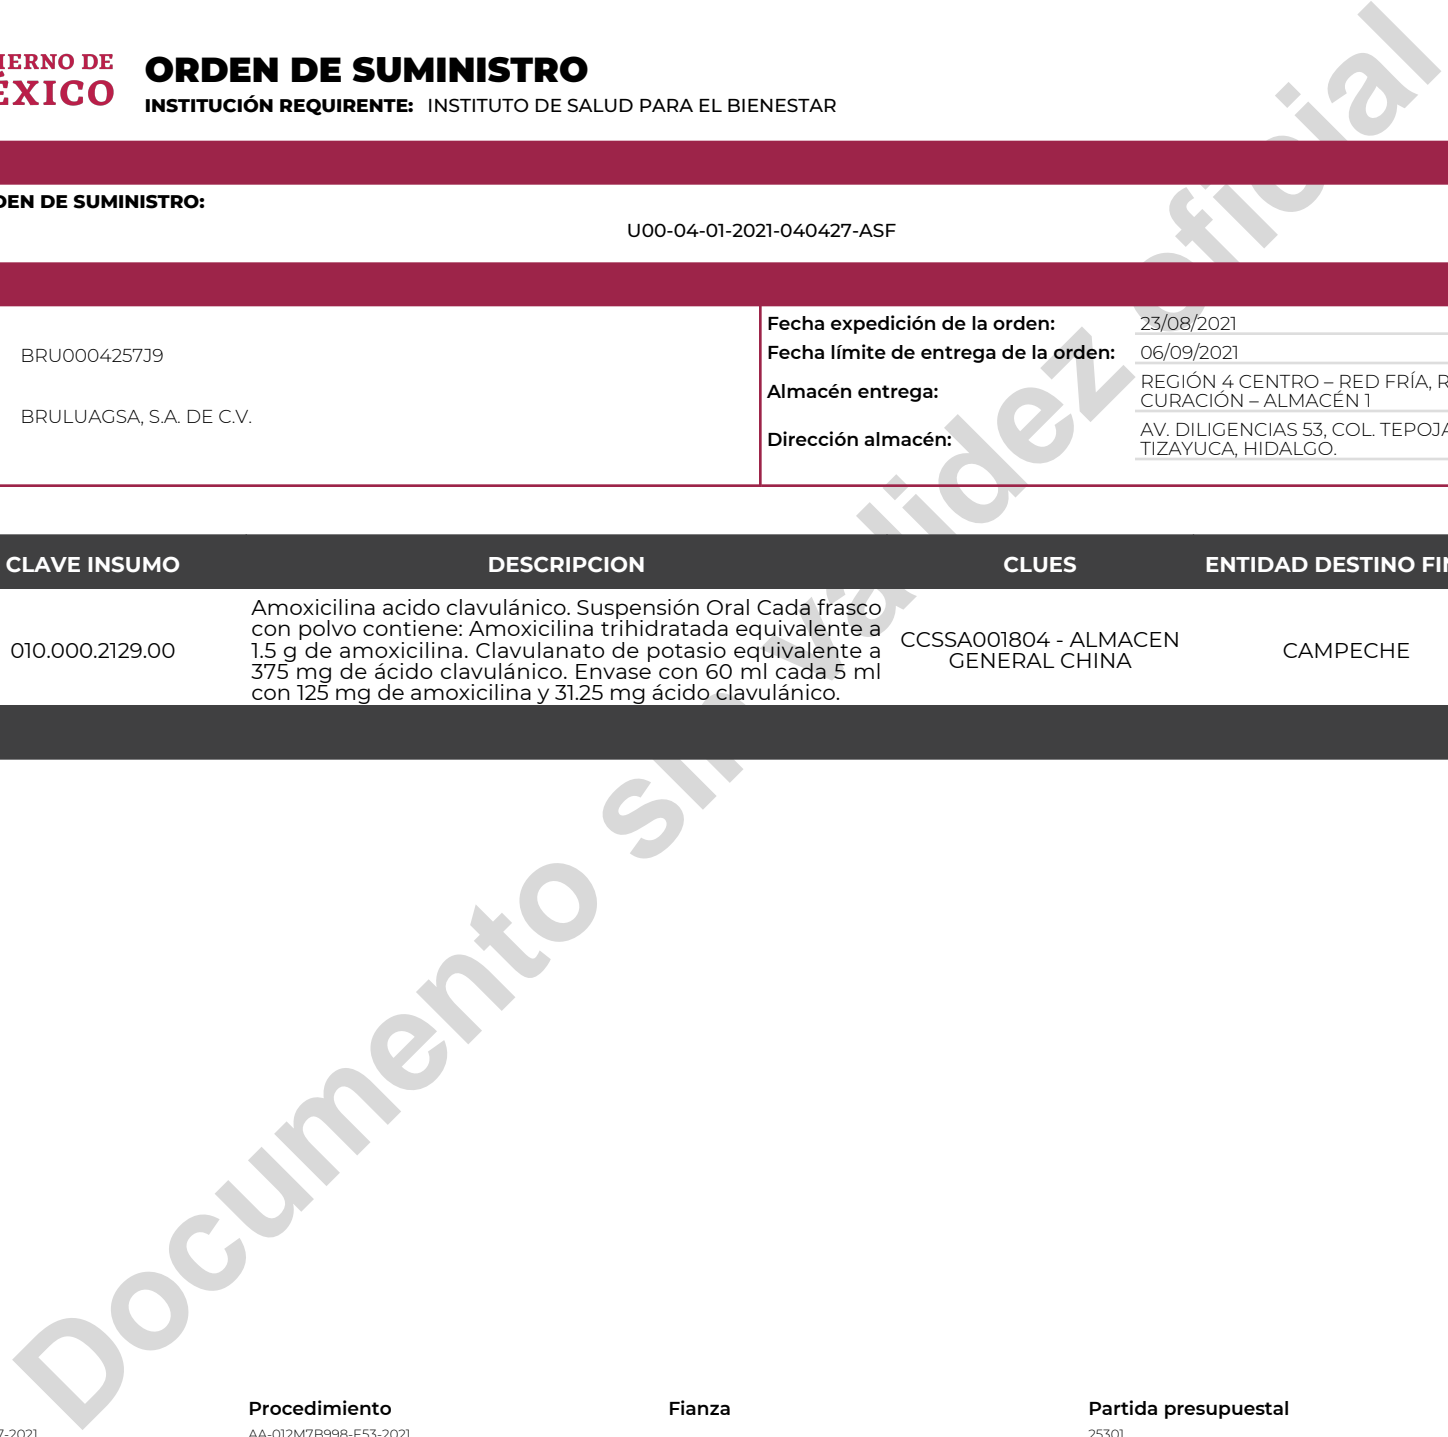 ORDEN DE SUMINISTRO
INSTITUCIÓN REQUIRENTE: INSTITUTO DE SALUD PARA EL BIENESTAR
DE SUMINISTRO:
U00-04-01-2021-040427-ASF
BRU0004257J9
BRULUAGSA, S.A. DE C.V.
Fecha expedición de la orden: 23/08/2021
Fecha límite de entrega de la orden: 06/09/2021
Almacén entrega: REGIÓN 4 CENTRO – RED FRÍA,
CURACIÓN – ALMACÉN 1
Dirección almacén: AV. DILIGENCIAS 53, COL.
TIZAYUCA, HIDALGO.
CLAVE INSUMO DESCRIPCION CLUES ENTIDAD DESTINO
010.000.2129.00
Amoxicilina acido clavulánico. Suspensión Oral Cada frasco
con polvo contiene: Amoxicilina trihidratada equivalente a
1.5 g de amoxicilina. Clavulanato de potasio equivalente a
375 mg de ácido clavulánico. Envase con 60 ml cada 5 ml
con 125 mg de amoxicilina y 31.25 mg ácido clavulánico.
CCSSA001804 - ALMACEN
GENERAL CHINA
CAMPECHE
Documento sin validez oficial
Procedimiento Fianza Partida presupuestal
AA-012M7B998-E53-2021 25301